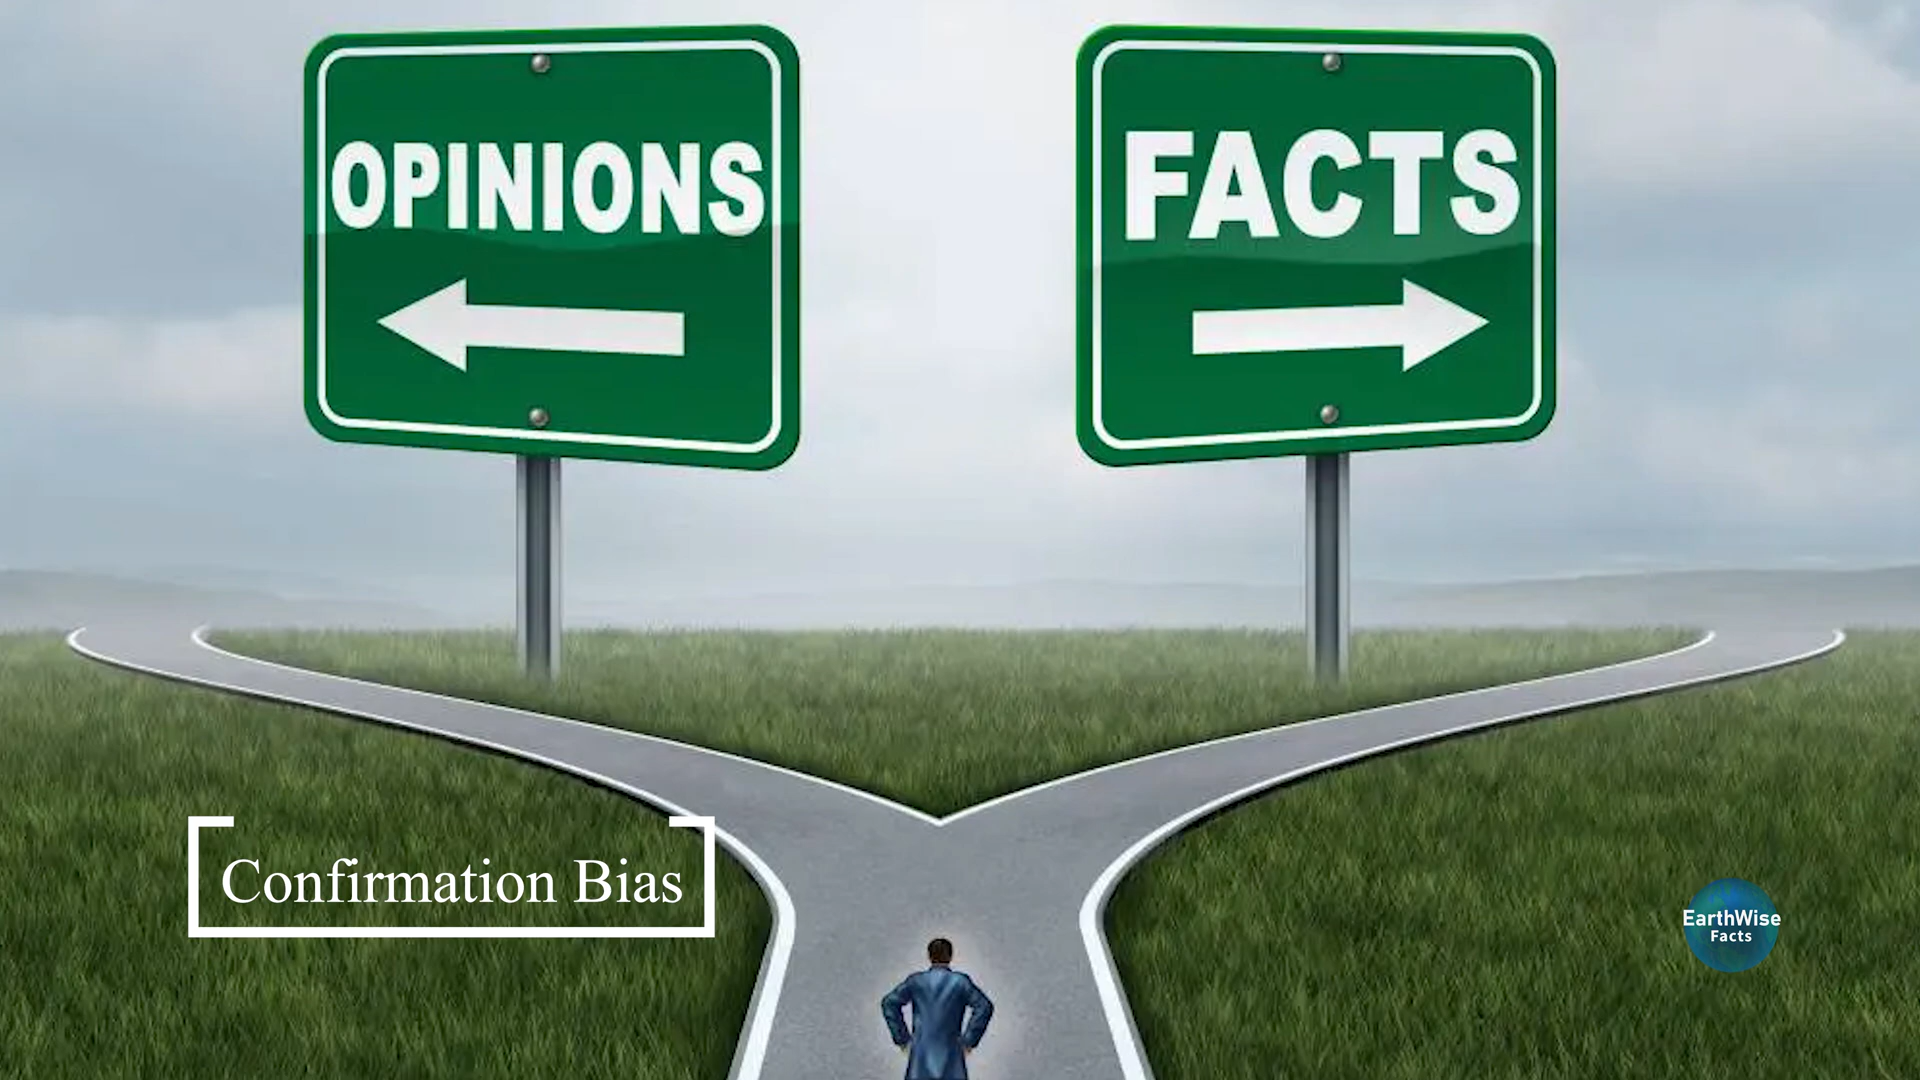 OPINIONS
FACTS
Confirmation Bias
EarthWise
Facts